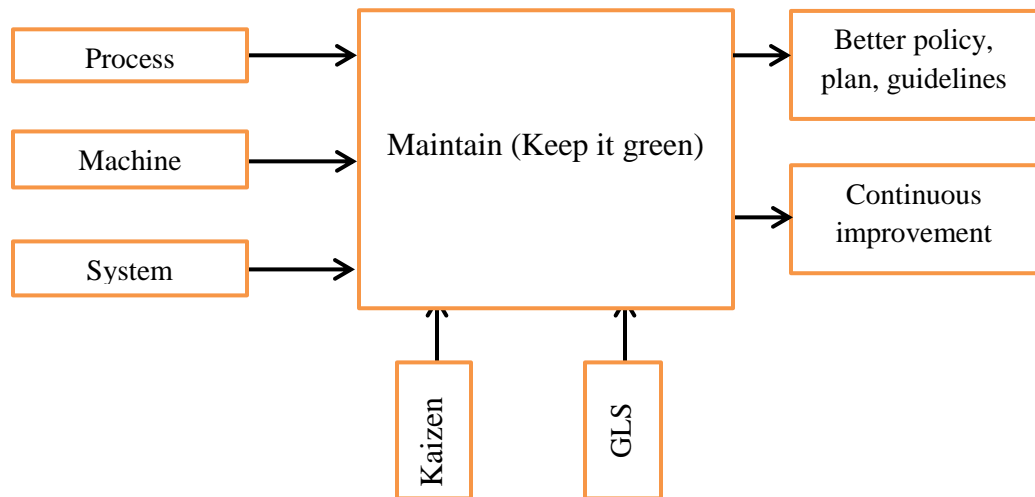 Process
Machine
System
Maintain (Keep it green)
Better policy,
plan, guidelines
Continuous
improvement
Kaizen
GLS